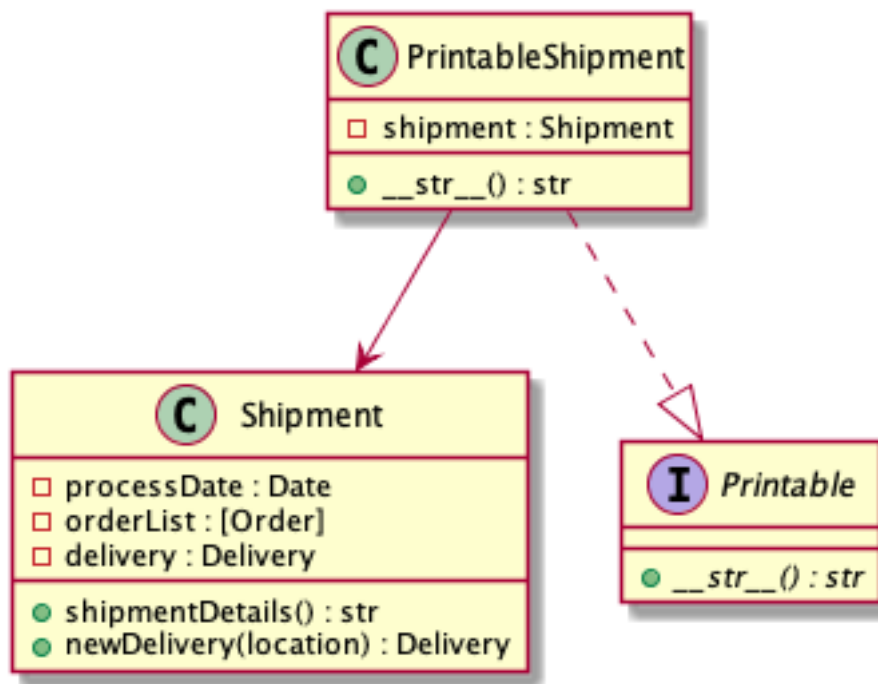 C PrintableShipment
shipment : Shipment
__str__() : str
C Shipment
processDate : Date
orderList : [Order]
delivery : Delivery
shipmentDetails() : str
newDelivery(location) : Delivery
I Printable
__str__() : str